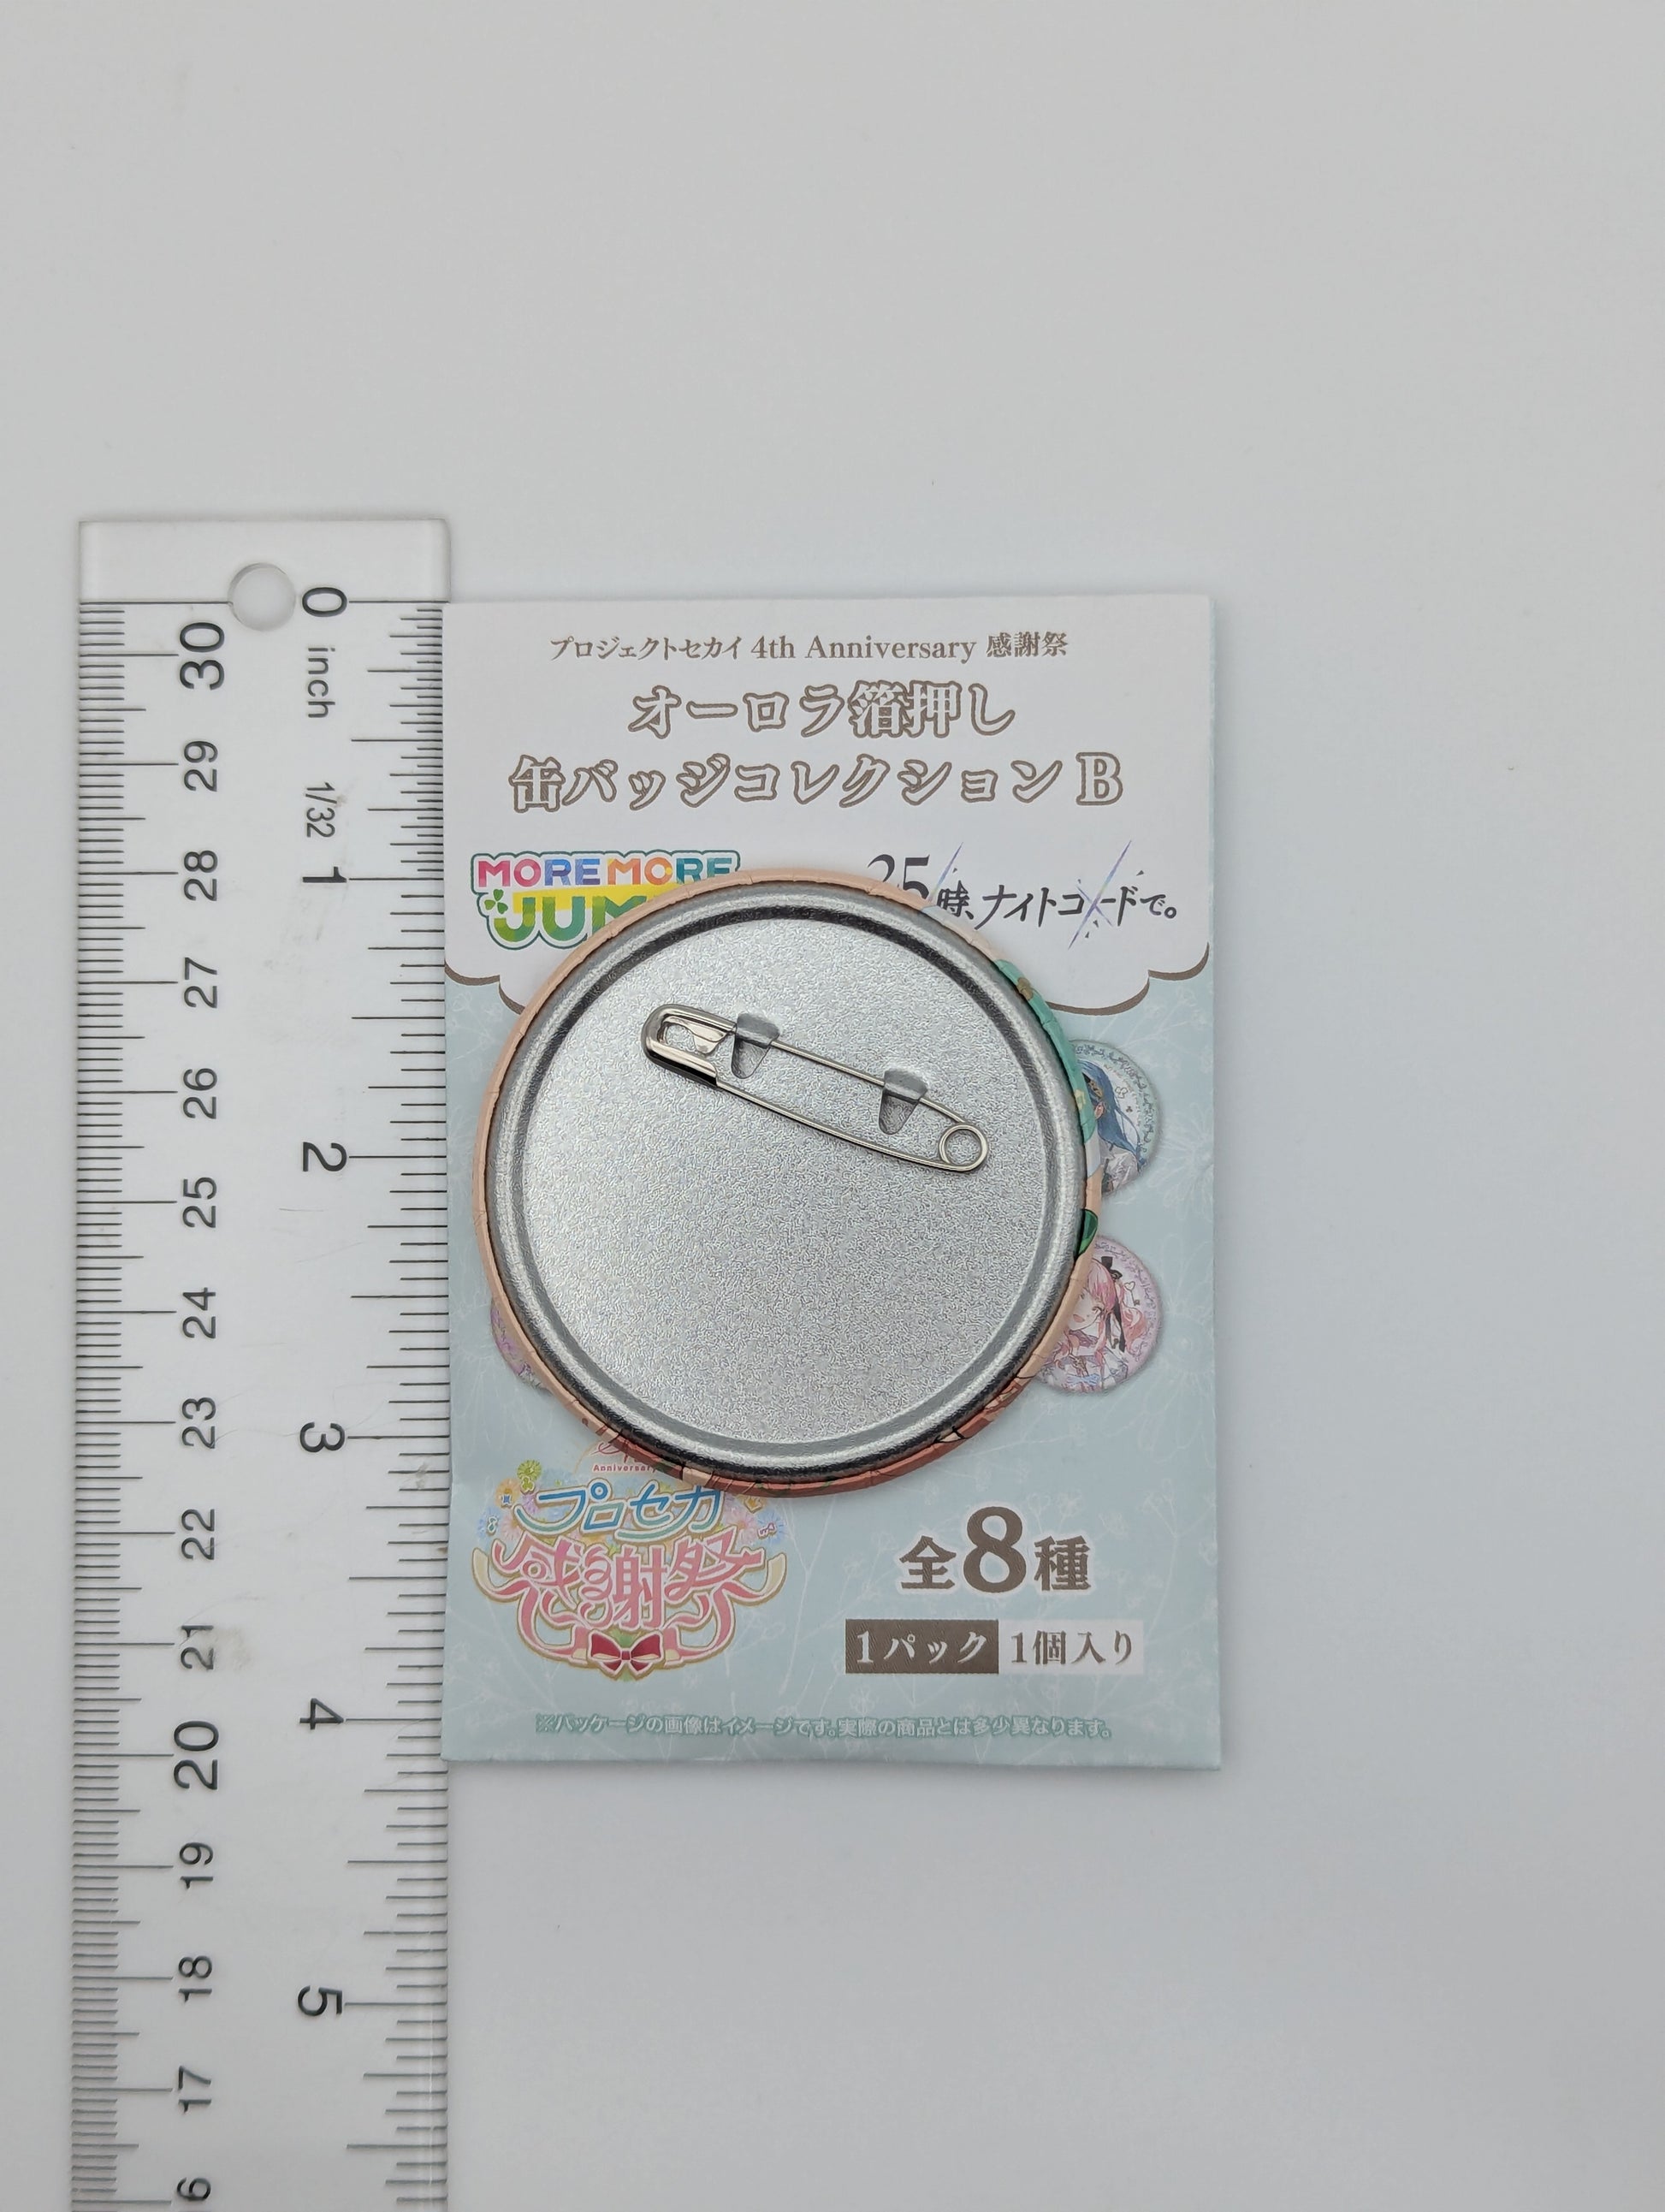 プロジェクトセカイ 4th Anniversary 感謝祭
オーロラ箔押し
缶バッジコレクション B
MORE MORE
25時、ナイトコードで。
Anniversary
プロセカ
感謝祭
全8種
1パック 1個入り
※パッケージの画像はイメージです。実際の商品とは多少異なります。
0 inch 1/32 1 2 3 4 5
30 29 28 27 26 25 24 23 22 21 20 19 18 17